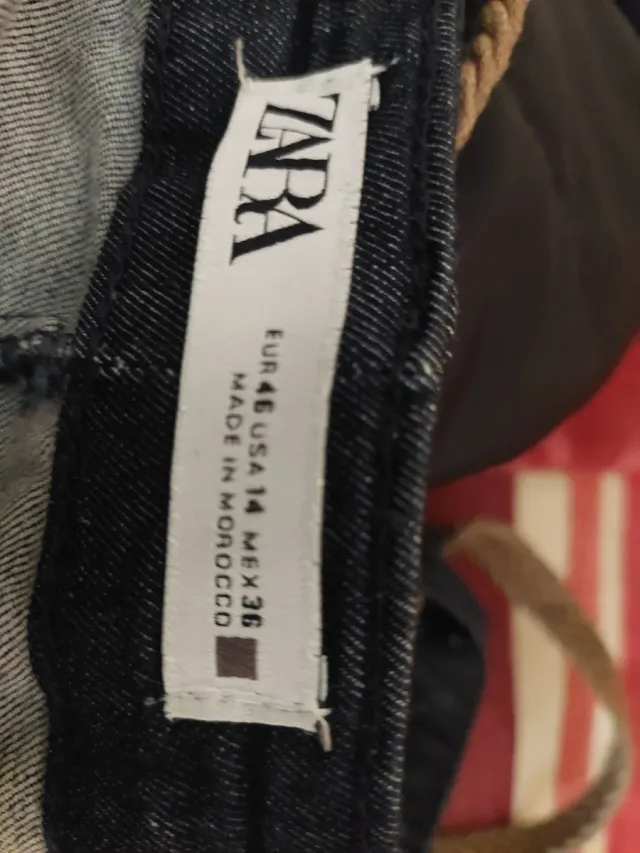 ZARA
EUR 46 USA 14 MEX 36
MADE IN MOROCCO